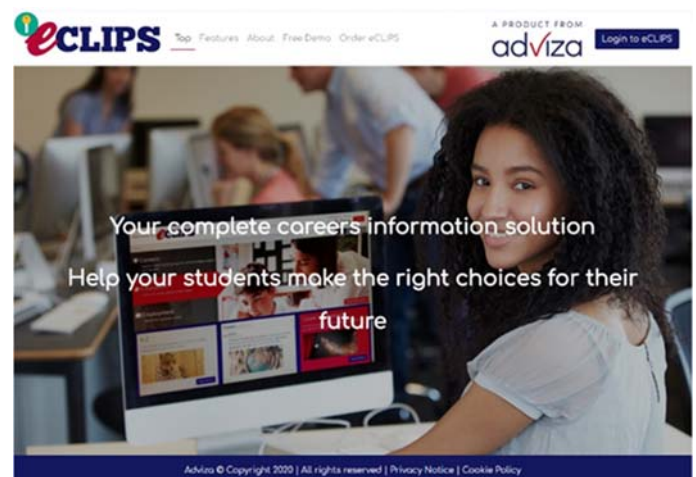 eCLIPS
Top Features About Free Demo Order eCLIPS
A PRODUCT FROM
adviza
Login to eCLIPS
Your complete careers information solution
Help your students make the right choices for their
future
Adviza © Copyright 2020 | All rights reserved | Privacy Notice | Cookie Policy